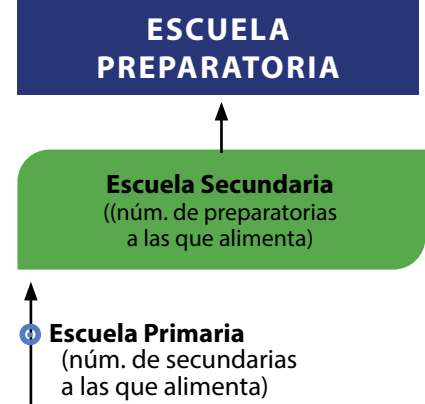 ESCUELA
PREPARATORIA
Escuela Secundaria
((núm. de preparatorias
a las que alimenta)
Escuela Primaria
(núm. de secundarias
a las que alimenta)